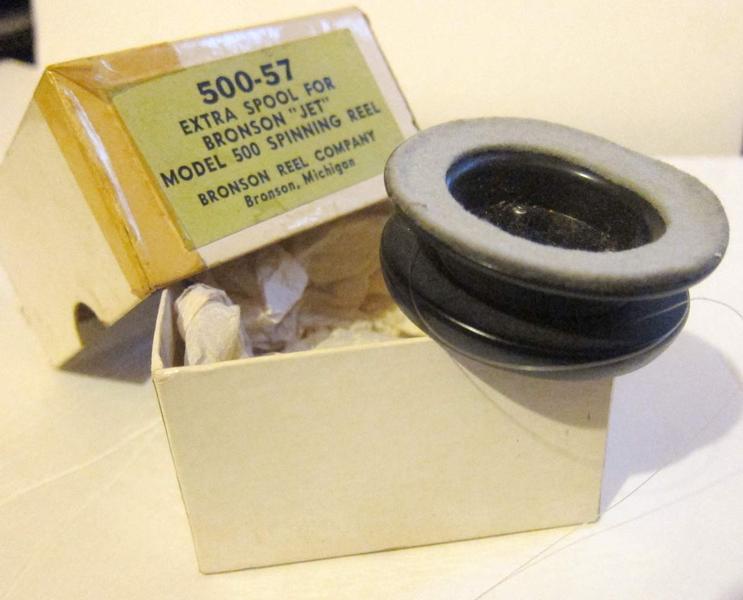 500-57
EXTRA SPOOL FOR
BRONSON "JET"
MODEL 500 SPINNING REEL
BRONSON REEL COMPANY
Bronson, Michigan